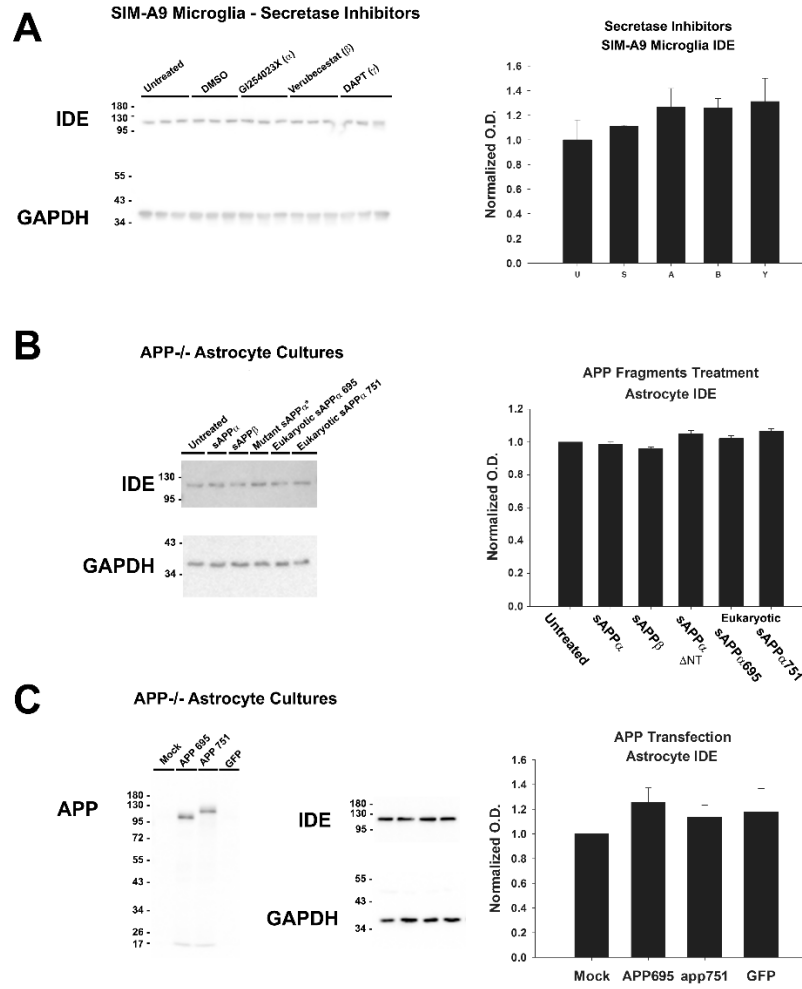 A
SIM-A9 Microglia - Secretase Inhibitors
Untreated
DMSO
GI254023X (α)
Verubecestat (β)
DAPT (γ)
IDE
180 -
130 -
95 -
55 -
43 -
34 -
GAPDH
Secretase Inhibitors
SIM-A9 Microglia IDE
Normalized O.D.
1.6
1.4
1.2
1.0
0.8
0.6
0.4
0.2
0.0
U S A B Y
B
APP-/- Astrocyte Cultures
Untreated
sAPPα
sAPPβ
Mutant sAPPα*
Eukaryotic sAPPα 695
Eukaryotic sAPPα 751
IDE
130 -
95 -
43 -
34 -
GAPDH
APP Fragments Treatment
Astrocyte IDE
Normalized O.D.
1.2
1.0
0.8
0.6
0.4
0.2
0.0
Untreated
sAPPα
sAPPβ
sAPPα
ΔNT
Eukaryotic
sAPPα695
sAPPα751
C
APP-/- Astrocyte Cultures
Mock
APP 695
APP 751
GFP
APP
180 -
130 -
95 -
72 -
55 -
43 -
34 -
26 -
17 -
IDE
180 -
130 -
95 -
55 -
43 -
34 -
GAPDH
APP Transfection
Astrocyte IDE
Normalized O.D.
1.6
1.4
1.2
1.0
0.8
0.6
0.4
0.2
0.0
Mock APP695 app751 GFP